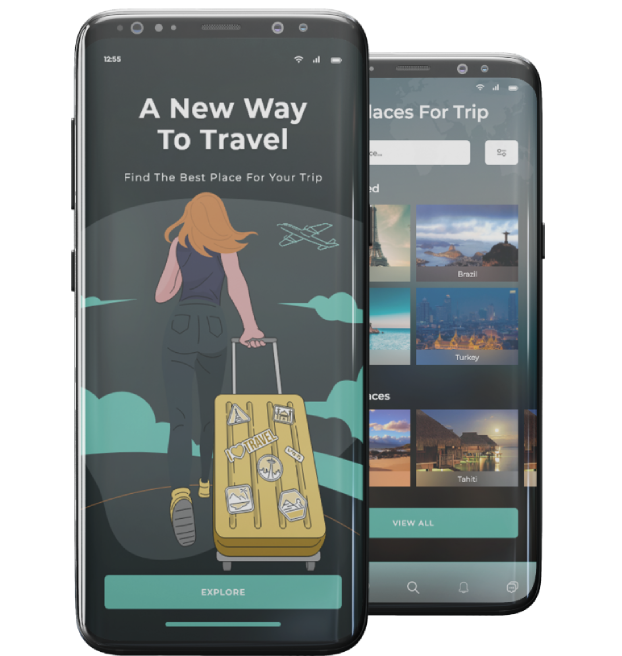 12:55
A New Way
To Travel
Find The Best Place For Your Trip
I
TRAVEL
EXPLORE
laces For Trip
ce...
ed
Brazil
Turkey
aces
Tahiti
VIEW ALL